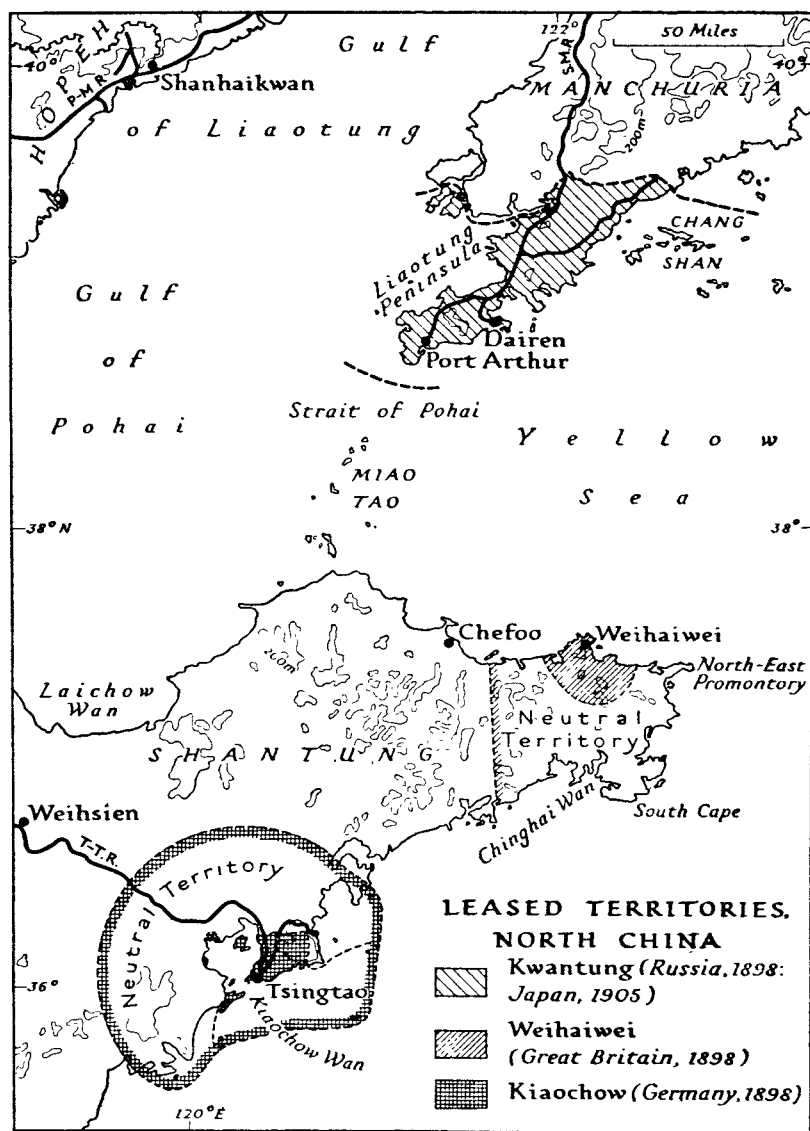 Gulf
of Liaotung
HOPEH
P-M.R.
Shanhaikwan
40°
122°
50 Miles
40°
S.M.R.
MANCHURIA
200m
CHANG
SHAN
Liaotung
Peninsula
Dairen
Port Arthur
Gulf
of
Pohai
Strait of Pohai
MIAO
TAO
Yellow
Sea
38°N
38°
Chefoo
Weihaiwei
North-East
Promontory
200m
Laichow
Wan
SHANTUNG
Neutral
Territory
Chinghai Wan
South Cape
Weihsien
T-T.R.
Neutral Territory
Tsingtao
Kiaochow Wan
36°
120°E
LEASED TERRITORIES,
NORTH CHINA
Kwantung (Russia, 1898:
Japan, 1905)
Weihaiwei
(Great Britain, 1898)
Kiaochow (Germany, 1898)